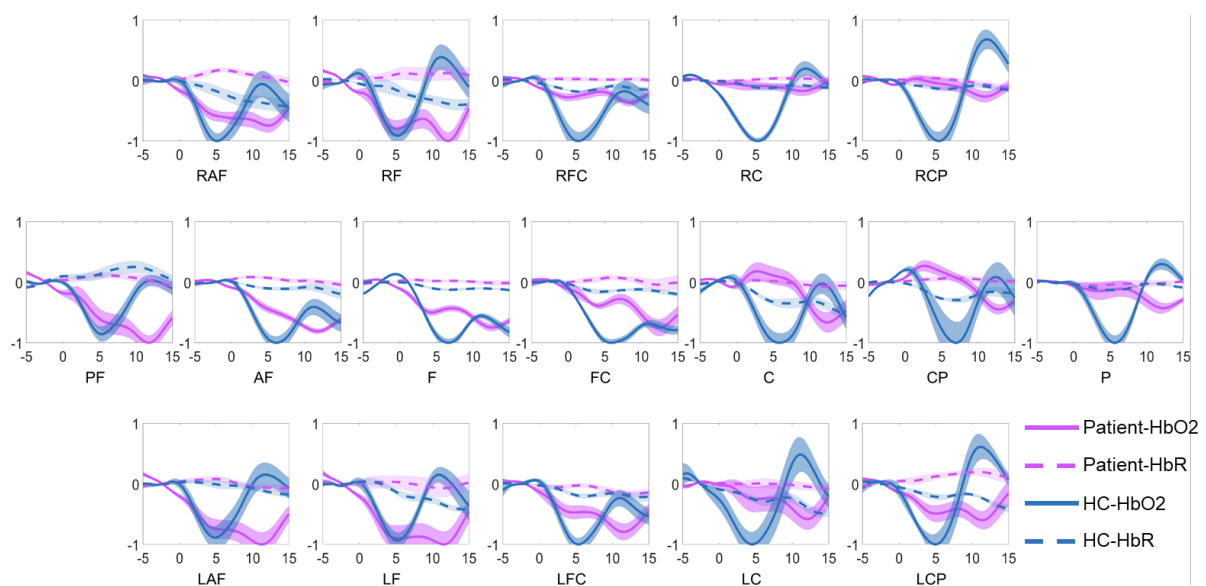 1 1 1 1 1
0 0 0 0 0
-1 -1 -1 -1 -1
-5 0 5 10 15 -5 0 5 10 15 -5 0 5 10 15 -5 0 5 10 15 -5 0 5 10 15
RAF RF RFC RC RCP
1 1 1 1 1 1 1
0 0 0 0 0 0 0
-1 -1 -1 -1 -1 -1 -1
-5 0 5 10 15 -5 0 5 10 15 -5 0 5 10 15 -5 0 5 10 15 -5 0 5 10 15 -5 0 5 10 15 -5 0 5 10 15
PF AF F FC C CP P
1 1 1 1 1
Patient-HbO2
Patient-HbR
0 0 0 0 0
HC-HbO2
HC-HbR
-1 -1 -1 -1 -1
-5 0 5 10 15 -5 0 5 10 15 -5 0 5 10 15 -5 0 5 10 15 -5 0 5 10 15
LAF LF LFC LC LCP